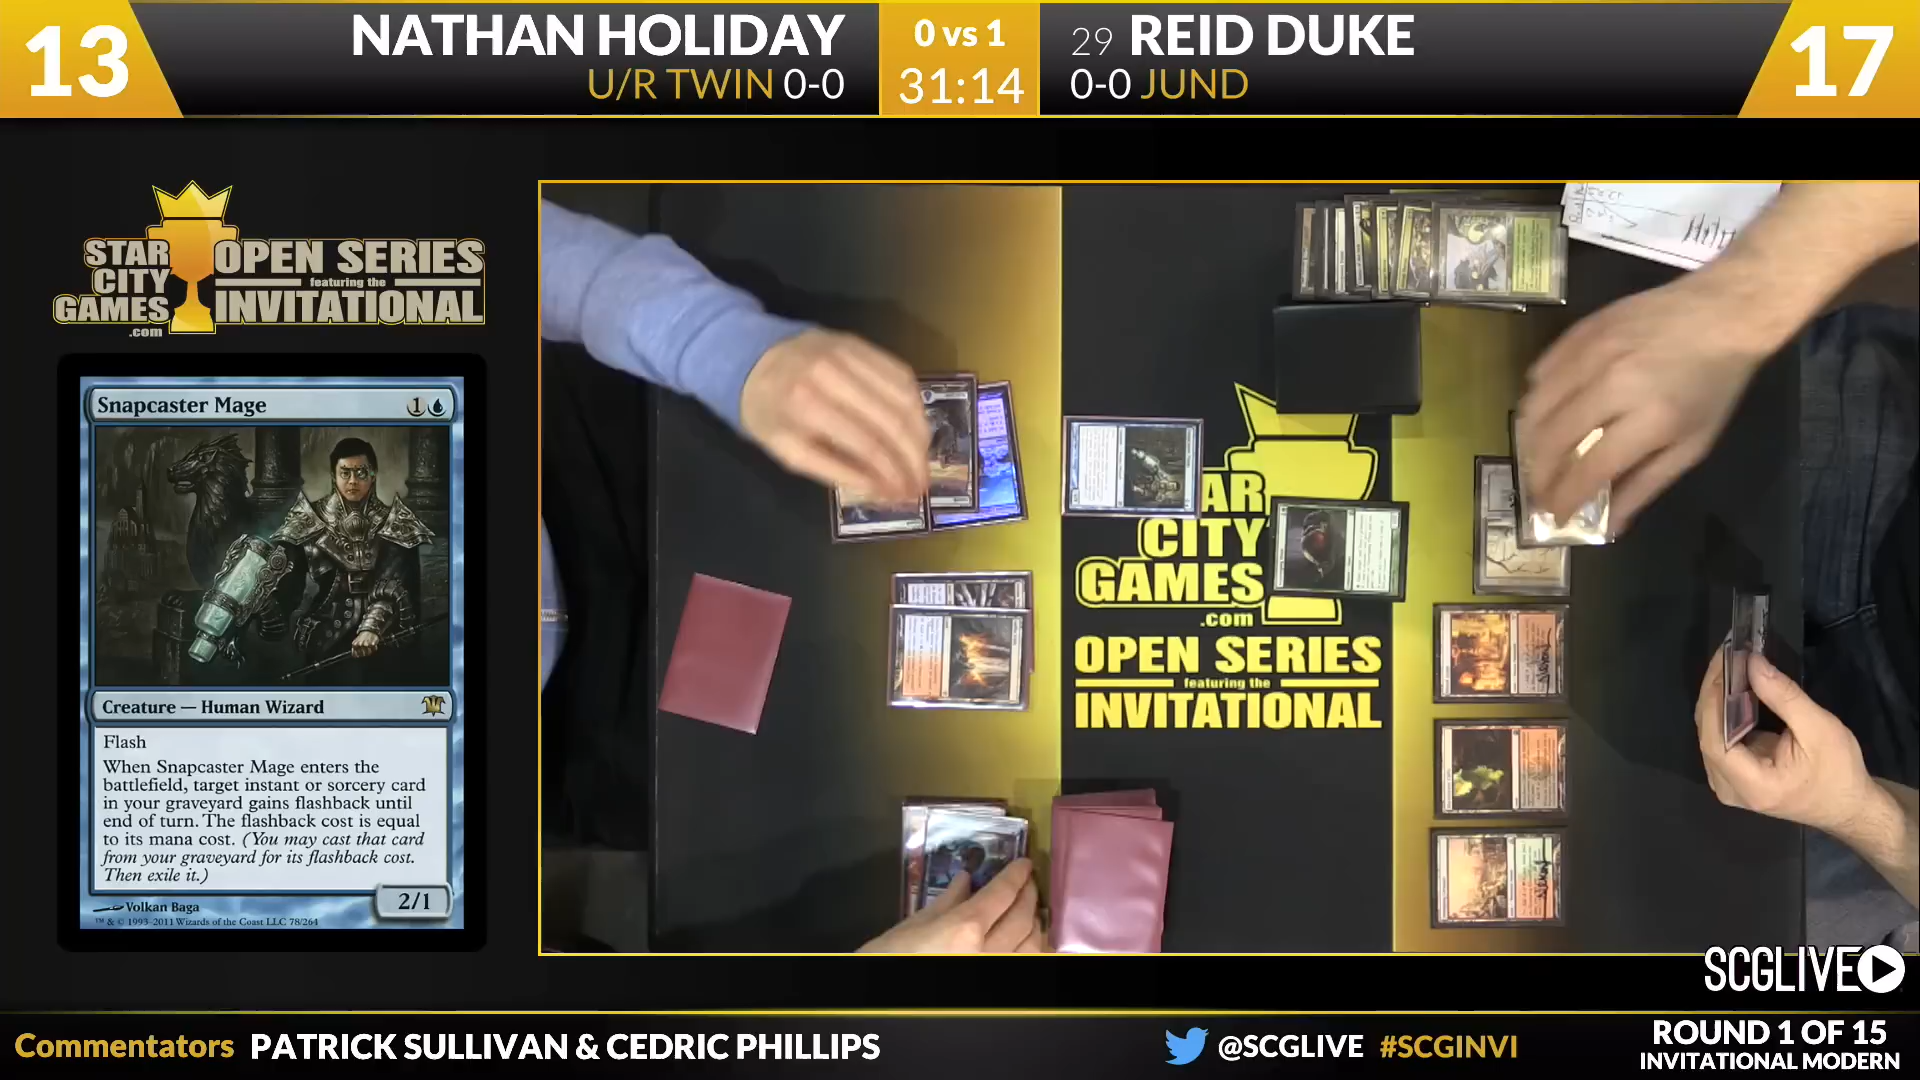 13
NATHAN HOLIDAY
U/R TWIN 0-0
0 vs 1
31:14
29 REID DUKE
0-0 JUND
17
STAR CITY GAMES .com
OPEN SERIES
featuring the
INVITATIONAL
Snapcaster Mage 1
Creature — Human Wizard
Flash
When Snapcaster Mage enters the
battlefield, target instant or sorcery card
in your graveyard gains flashback until
end of turn. The flashback cost is equal
to its mana cost. (You may cast that card
from your graveyard for its flashback cost.
Then exile it.)
2/1
Volkan Baga
™ & © 1993-2011 Wizards of the Coast LLC 78/264
AR
CITY
GAMES
.com
OPEN SERIES
featuring the
INVITATIONAL
SCGLIVE
Commentators PATRICK SULLIVAN & CEDRIC PHILLIPS
@SCGLIVE #SCGINVI
ROUND 1 OF 15
INVITATIONAL MODERN